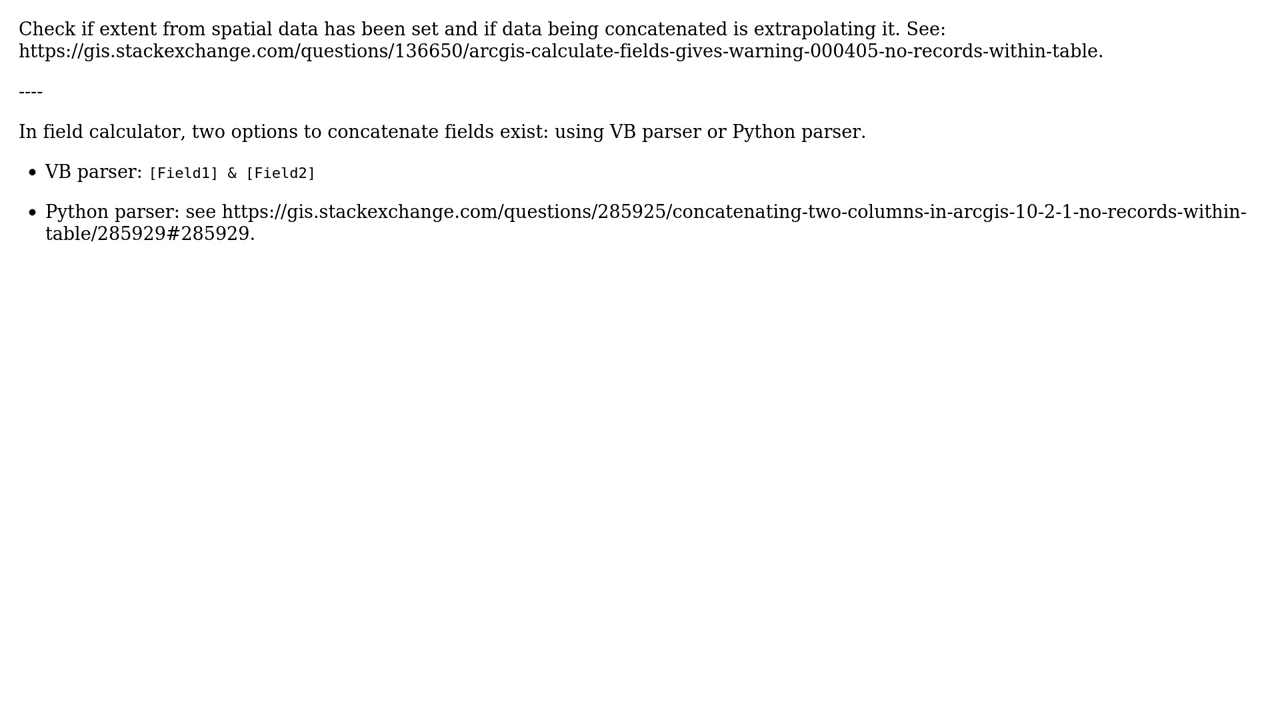 Check if extent from spatial data has been set and if data being concatenated is extrapolating it. See:
https://gis.stackexchange.com/questions/136650/arcgis-calculate-fields-gives-warning-000405-no-records-within-table.
----
In field calculator, two options to concatenate fields exist: using VB parser or Python parser.
• VB parser: [Field1] & [Field2]
• Python parser: see https://gis.stackexchange.com/questions/285925/concatenating-two-columns-in-arcgis-10-2-1-no-records-within-
table/285929#285929.